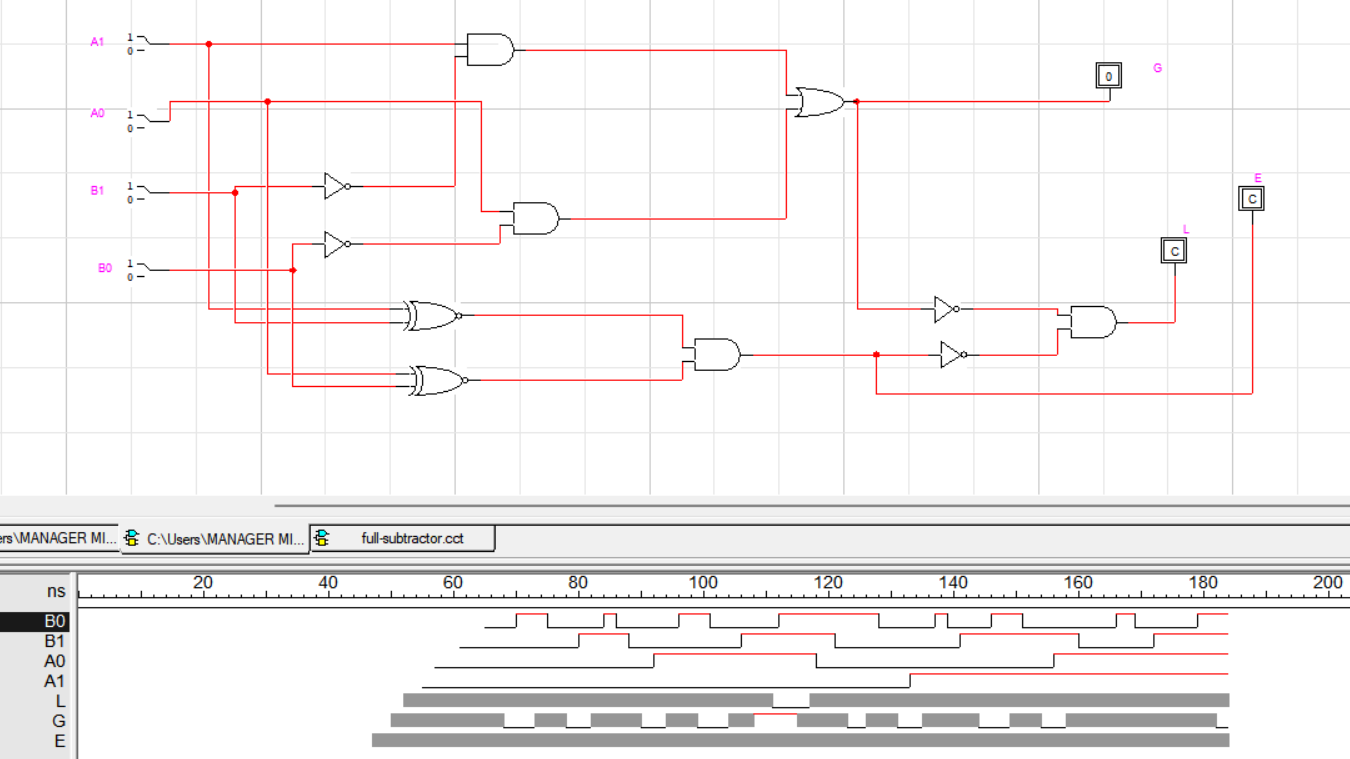 A1 1 0
0 G
A0 1 0
E
B1 1 0
C
L
C
B0 1 0
ers\MANAGER MI... C:\Users\MANAGER MI... full-subtractor.cct
ns 20 40 60 80 100 120 140 160 180 200
B0
B1
A0
A1
L
G
E